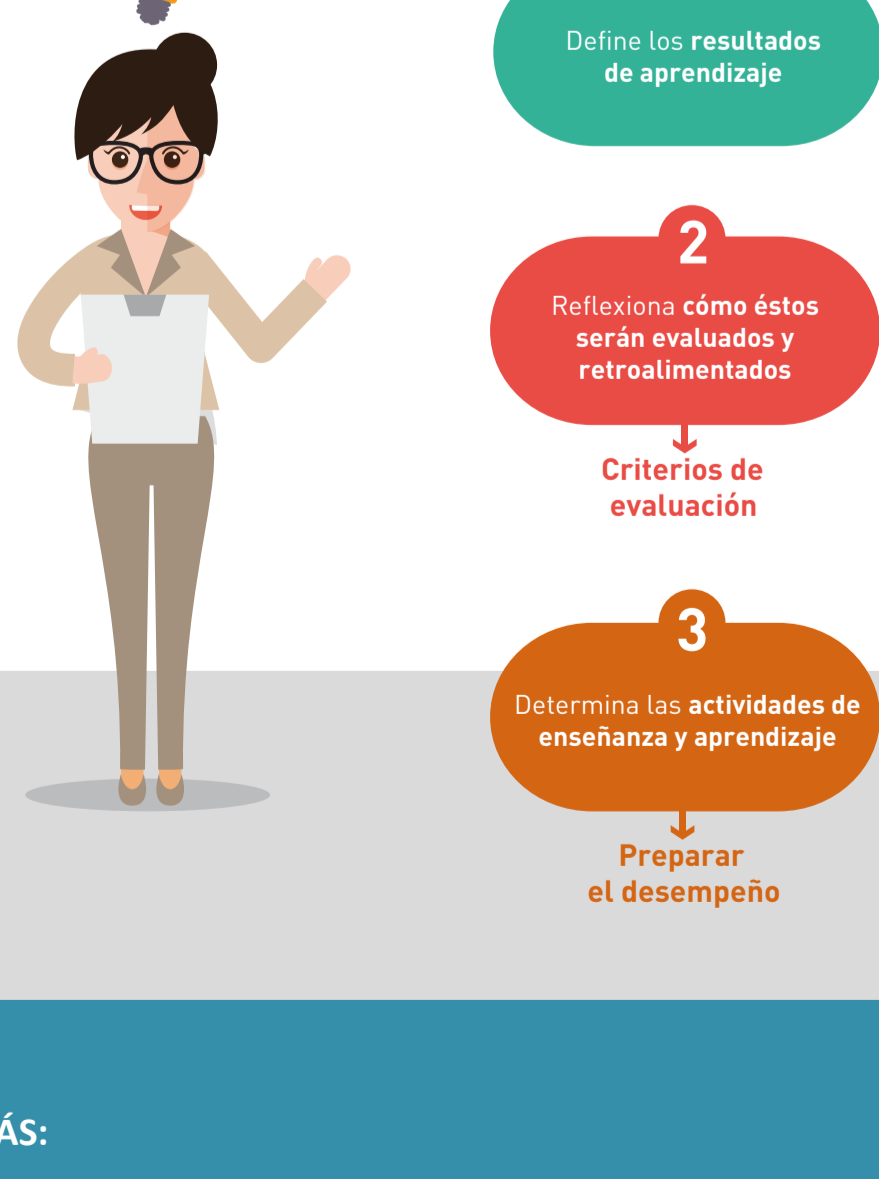 Define los resultados
de aprendizaje
2
Reflexiona cómo éstos
serán evaluados y
retroalimentados
Criterios de
evaluación
3
Determina las actividades de
enseñanza y aprendizaje
Preparar
el desempeño
ÁS: